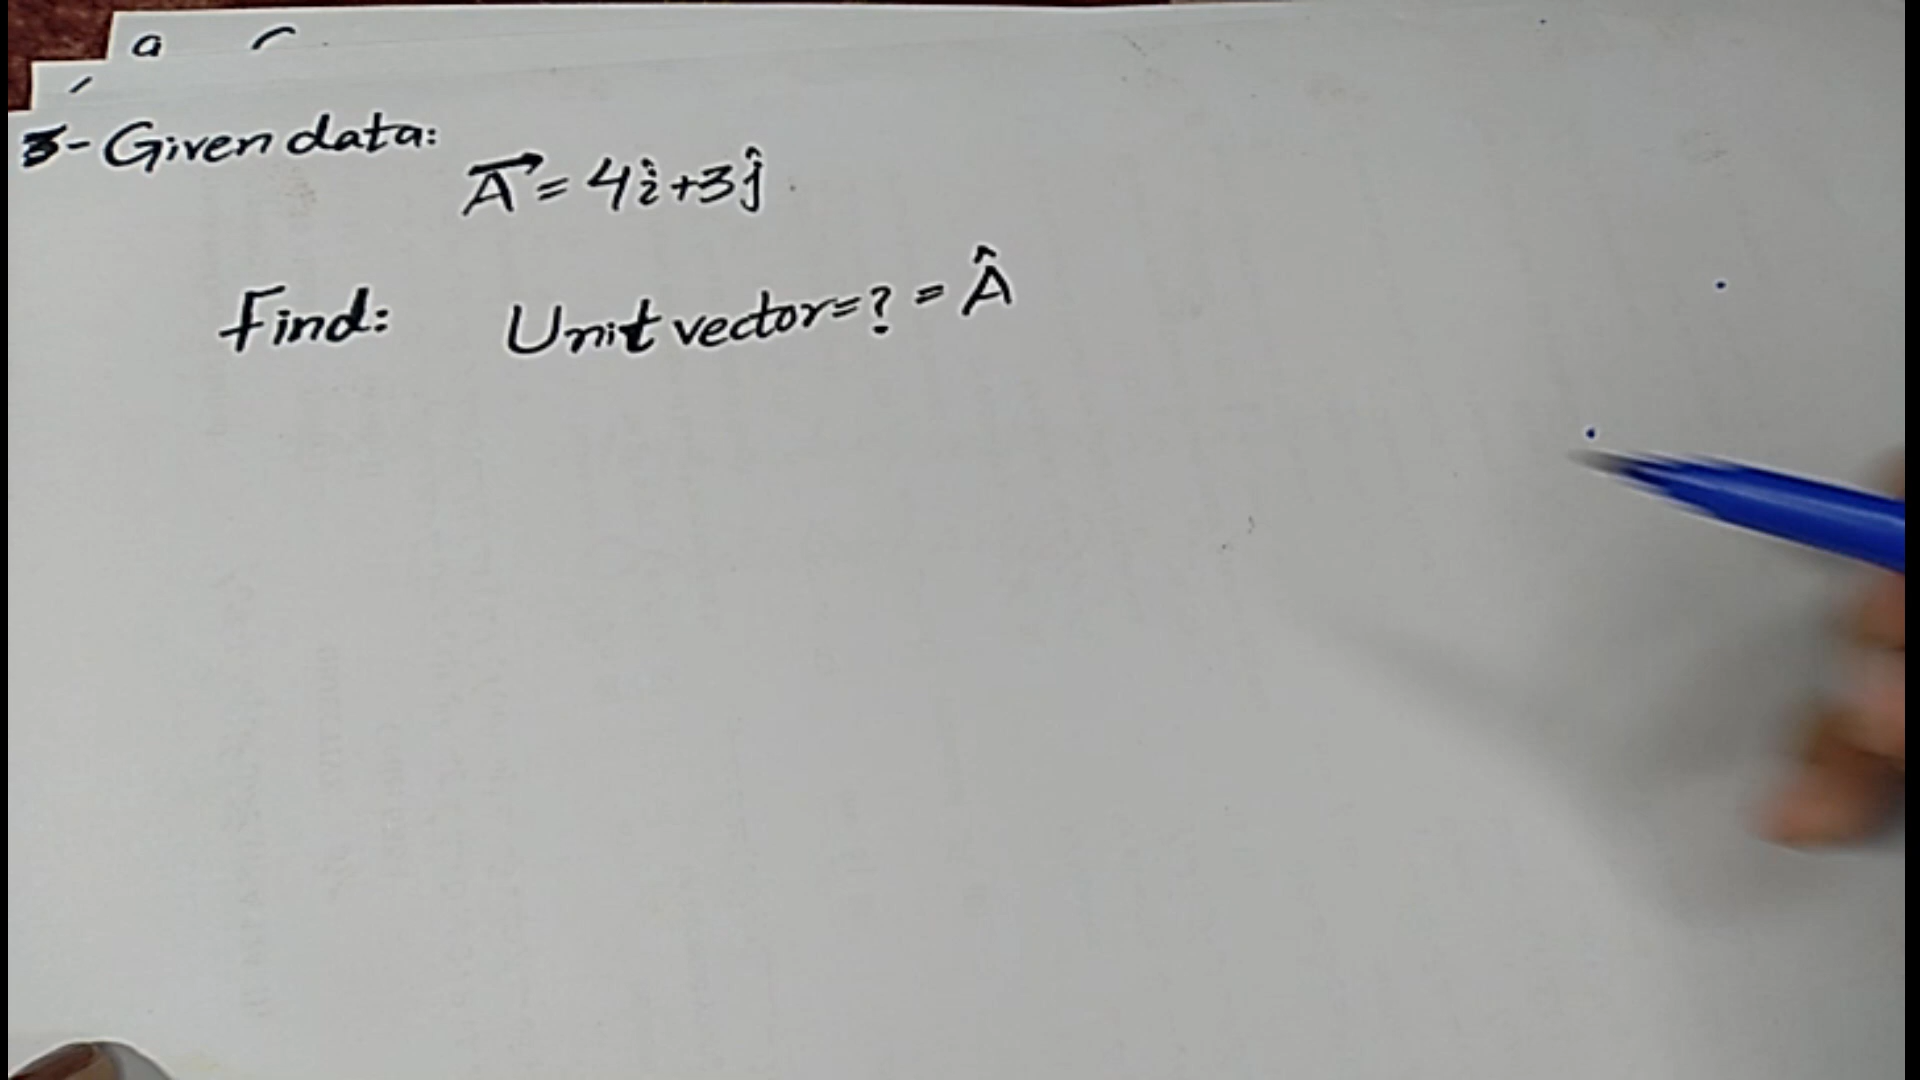 a
3- Given data:
A⃗ = 4î+3ĵ
Find: Unit vector=? = Â